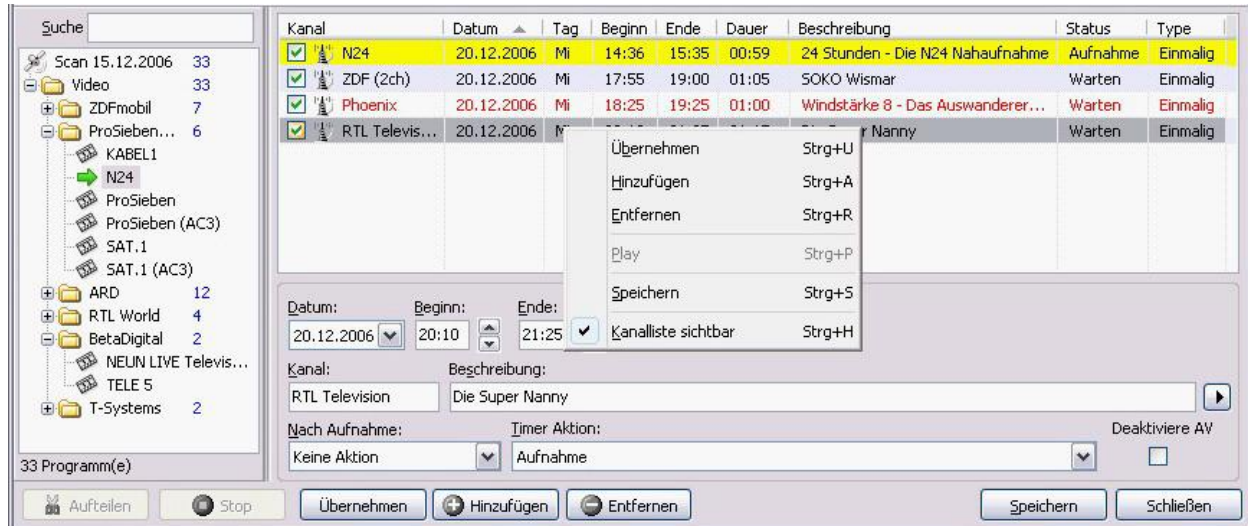 Suche
Scan 15.12.2006 33
Video 33
ZDFmobil 7
ProSieben... 6
KABEL1
N24
ProSieben
ProSieben (AC3)
SAT.1
SAT.1 (AC3)
ARD 12
RTL World 4
BetaDigital 2
NEUN LIVE Televis...
TELE 5
T-Systems 2
33 Programm(e)
Kanal Datum Tag Beginn Ende Dauer Beschreibung Status Type
N24 20.12.2006 Mi 14:36 15:35 00:59 24 Stunden - Die N24 Nahaufnahme Aufnahme Einmalig
ZDF (2ch) 20.12.2006 Mi 17:55 19:00 01:05 SOKO Wismar Warten Einmalig
Phoenix 20.12.2006 Mi 18:25 19:25 01:00 Windstärke 8 - Das Auswanderer... Warten Einmalig
RTL Televis... 20.12.2006 Nanny Warten Einmalig
Übernehmen Strg+U
Hinzufügen Strg+A
Entfernen Strg+R
Play Strg+P
Speichern Strg+S
Kanalliste sichtbar Strg+H
Datum: Beginn: Ende:
20.12.2006 20:10 21:25
Kanal: Beschreibung:
RTL Television Die Super Nanny
Nach Aufnahme: Timer Aktion: Deaktiviere AV
Keine Aktion Aufnahme
Aufteilen Stop Übernehmen Hinzufügen Entfernen Speichern Schließen